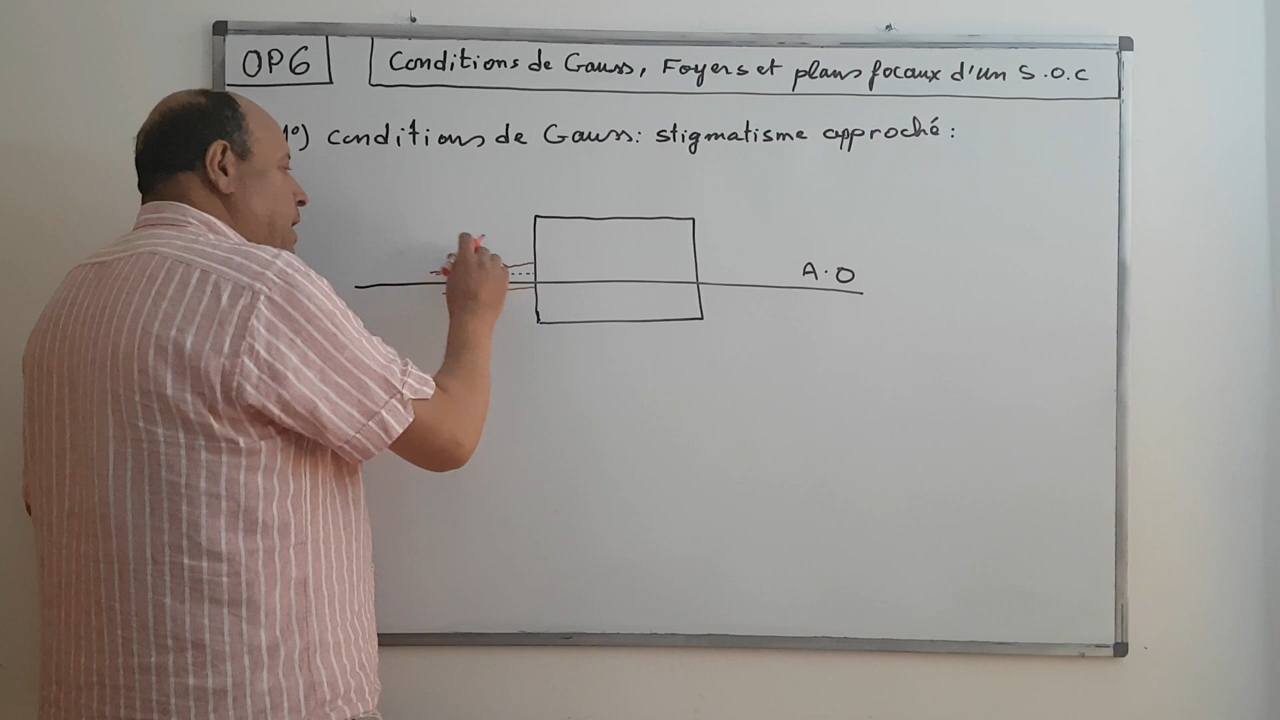 OP6
Conditions de Gauss, Foyers et plans focaux d'un S.O.C
1°) conditions de Gauss: stigmatisme approché :
A.O